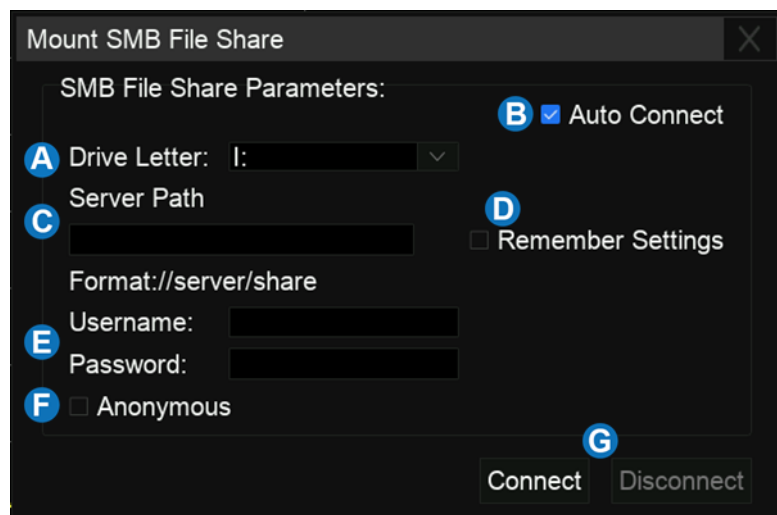 Mount SMB File Share X
SMB File Share Parameters:
B Auto Connect
A Drive Letter: I:
Server Path
C
D
Remember Settings
Format://server/share
Username:
E
Password:
F Anonymous
G
Connect Disconnect